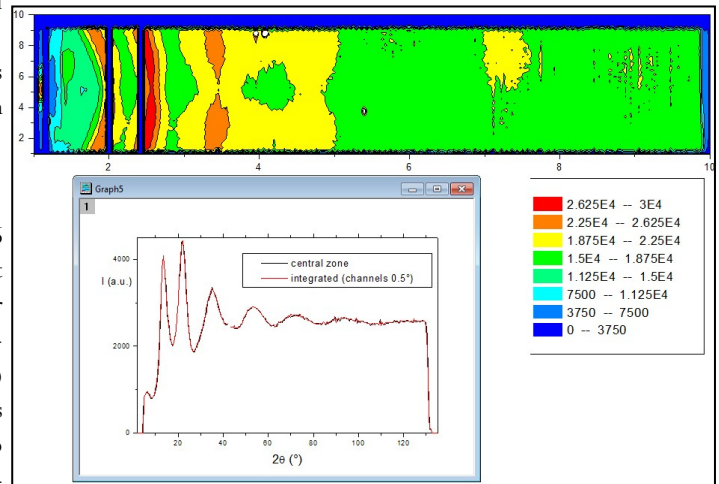 10
8
6
4
2
2 4 6 8 10
Graph5
1
4000
2000
0
I (a.u.)
central zone
integrated (channels 0.5°)
20 40 60 80 100 120
2θ (°)
2.625E4 -- 3E4
2.25E4 -- 2.625E4
1.875E4 -- 2.25E4
1.5E4 -- 1.875E4
1.125E4 -- 1.5E4
7500 -- 1.125E4
3750 -- 7500
0 -- 3750